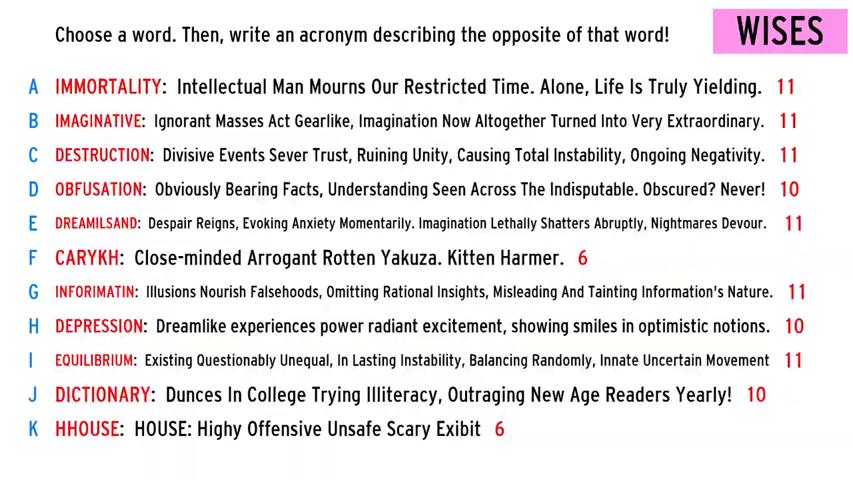 Choose a word. Then, write an acronym describing the opposite of that word!
WISES
A IMMORTALITY: Intellectual Man Mourns Our Restricted Time. Alone, Life Is Truly Yielding. 11
B IMAGINATIVE: Ignorant Masses Act Gearlike, Imagination Now Altogether Turned Into Very Extraordinary. 11
C DESTRUCTION: Divisive Events Sever Trust, Ruining Unity, Causing Total Instability, Ongoing Negativity. 11
D OBFUSATION: Obviously Bearing Facts, Understanding Seen Across The Indisputable. Obscured? Never! 10
E DREAMILSAND: Despair Reigns, Evoking Anxiety Momentarily. Imagination Lethally Shatters Abruptly, Nightmares Devour. 11
F CARYKH: Close-minded Arrogant Rotten Yakuza. Kitten Harmer. 6
G INFORIMATIN: Illusions Nourish Falsehoods, Omitting Rational Insights, Misleading And Tainting Information's Nature. 11
H DEPRESSION: Dreamlike experiences power radiant excitement, showing smiles in optimistic notions. 10
I EQUILIBRIUM: Existing Questionably Unequal, In Lasting Instability, Balancing Randomly, Innate Uncertain Movement 11
J DICTIONARY: Dunces In College Trying Illiteracy, Outraging New Age Readers Yearly! 10
K HHOUSE: HOUSE: Highy Offensive Unsafe Scary Exibit 6